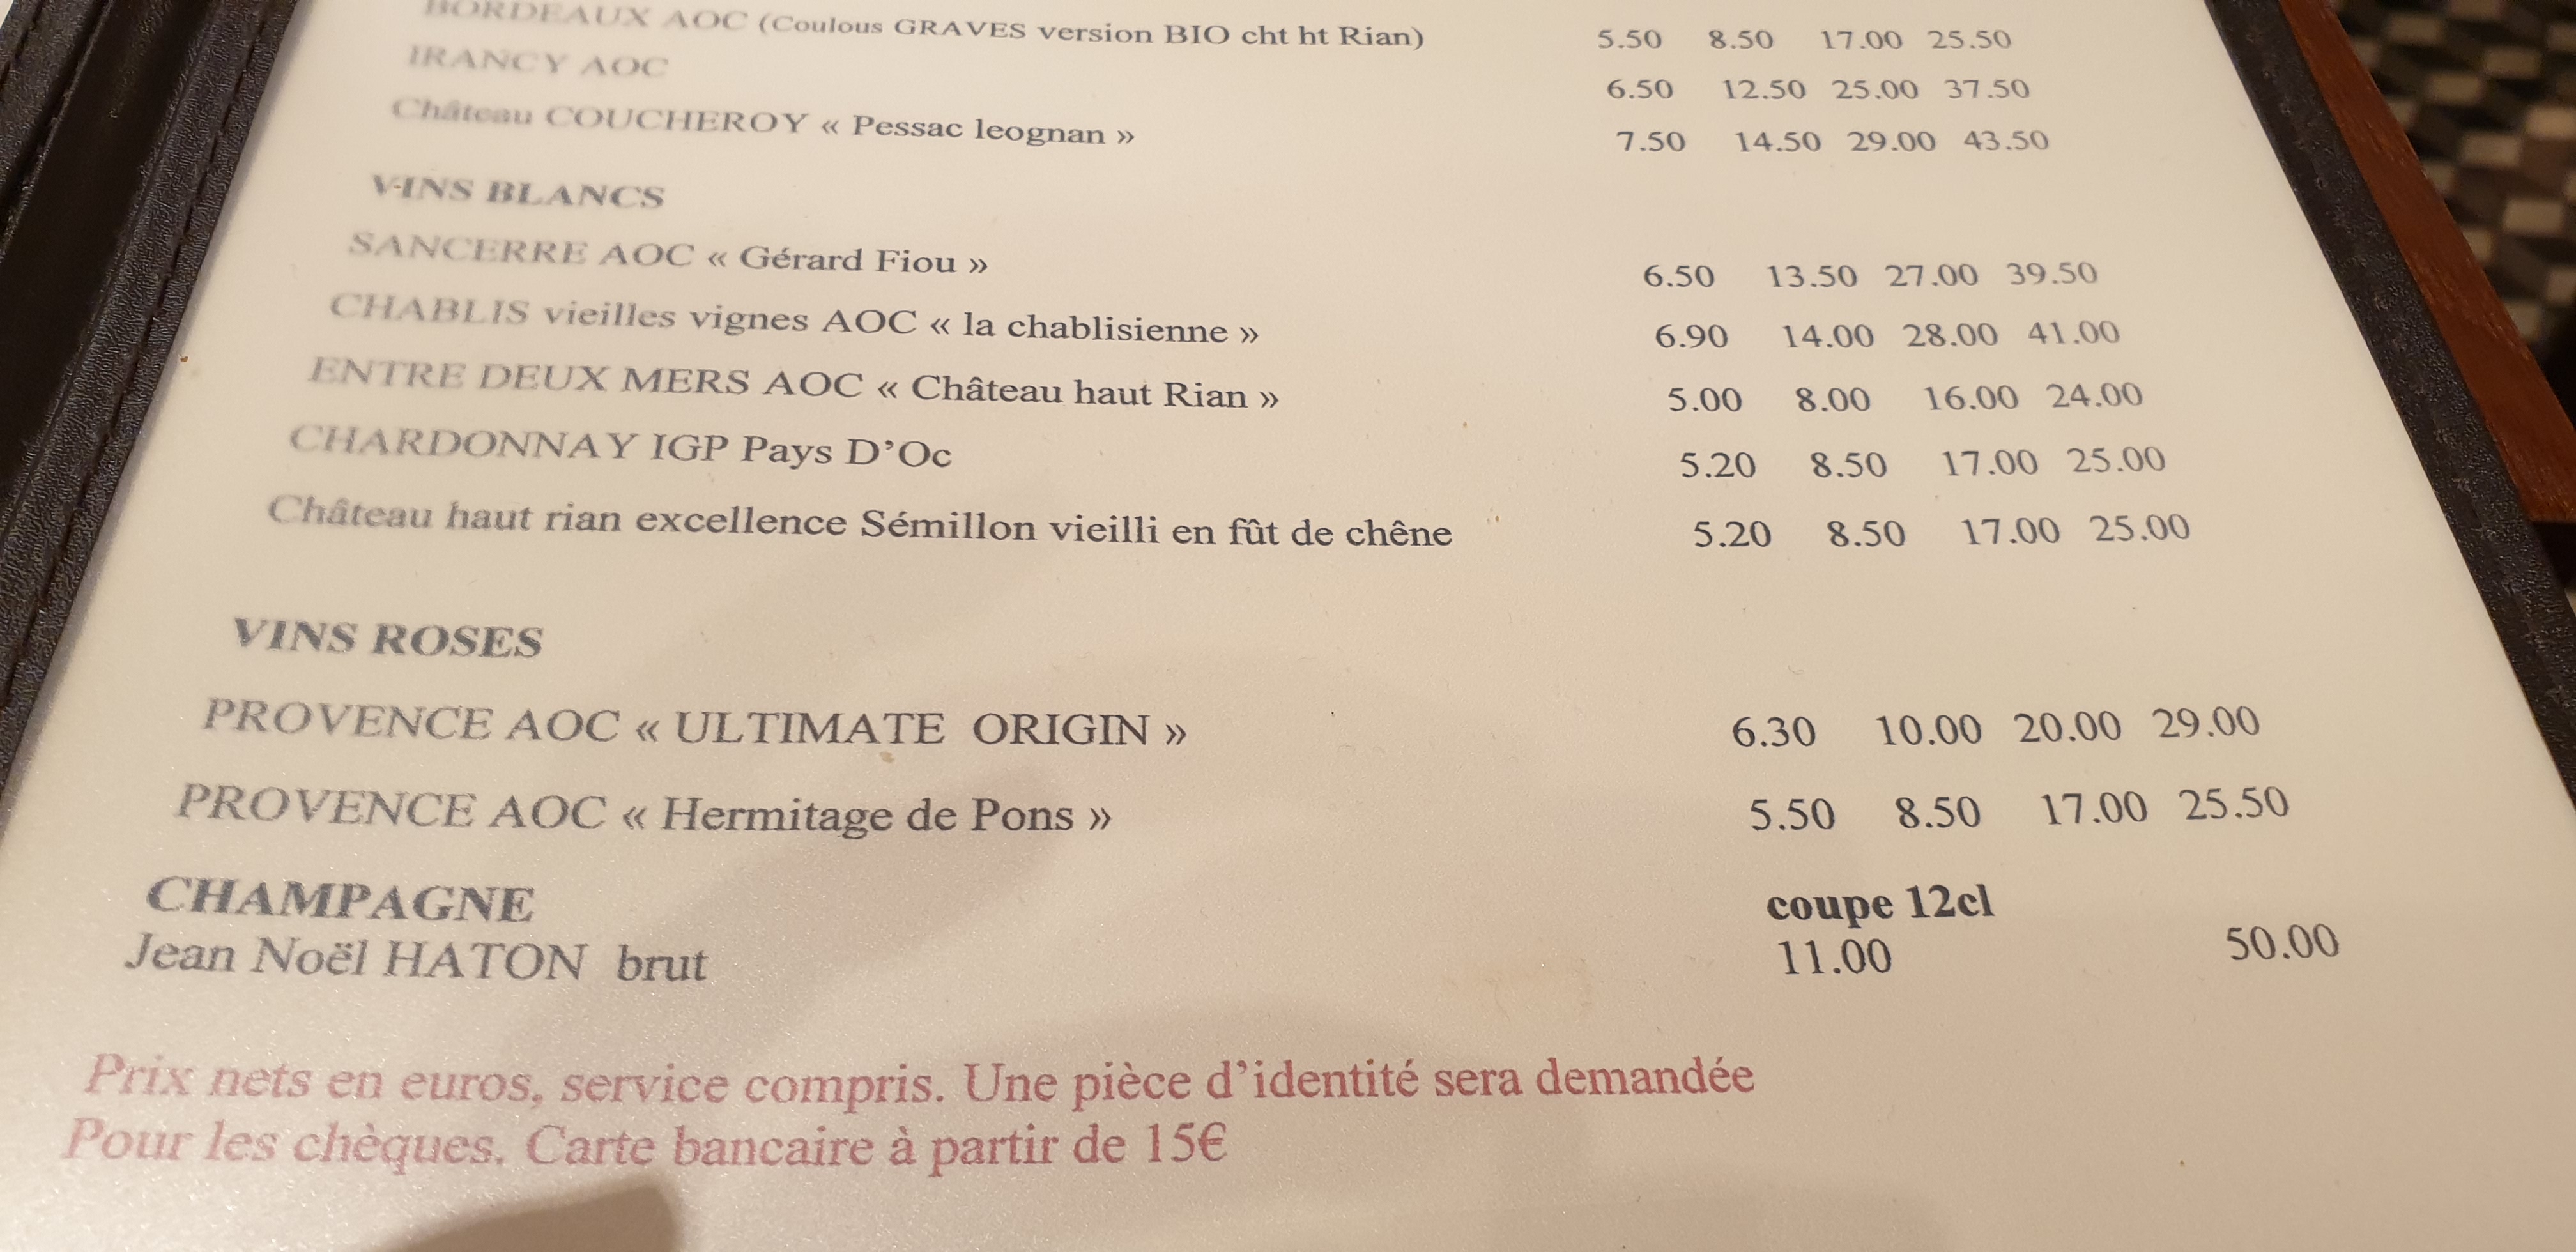 BORDEAUX AOC (Coulous GRAVES version BIO cht ht Rian) 5.50 8.50 17.00 25.50
IRANCY AOC 6.50 12.50 25.00 37.50
Château COUCHEROY « Pessac leognan » 7.50 14.50 29.00 43.50
VINS BLANCS
SANCERRE AOC « Gérard Fiou » 6.50 13.50 27.00 39.50
CHABLIS vieilles vignes AOC « la chablisienne » 6.90 14.00 28.00 41.00
ENTRE DEUX MERS AOC « Château haut Rian » 5.00 8.00 16.00 24.00
CHARDONNAY IGP Pays D’Oc 5.20 8.50 17.00 25.00
Château haut rian excellence Sémillon vieilli en fût de chêne 5.20 8.50 17.00 25.00
VINS ROSES
PROVENCE AOC « ULTIMATE ORIGIN » 6.30 10.00 20.00 29.00
PROVENCE AOC « Hermitage de Pons » 5.50 8.50 17.00 25.50
CHAMPAGNE coupe 12cl
Jean Noël HATON brut 11.00 50.00
Prix nets en euros, service compris. Une pièce d’identité sera demandée
Pour les chèques. Carte bancaire à partir de 15€